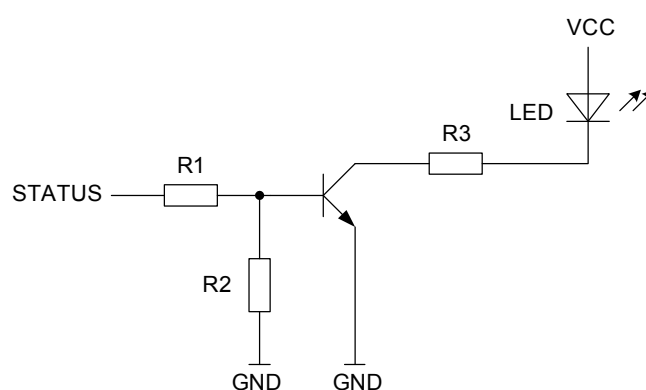 VCC
LED
R3
R1
STATUS
R2
GND
GND